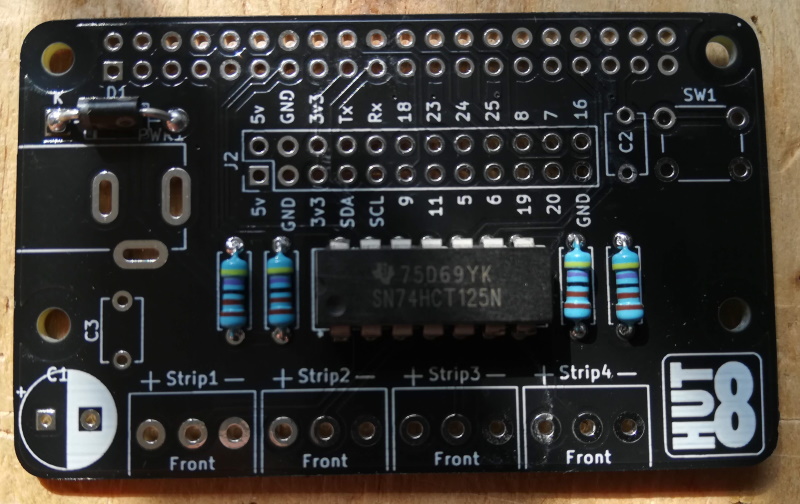 D1
K
PWR1
5v GND 3v3 Tx Rx 18 23 24 25 8 7 16
SW1
C2
J2
5v GND 3v3 SDA SCL 9 11 5 6 19 20 GND
75D69YK
SN74HCT125N
C3
C1
+
+ Strip1 −
+ Strip2 −
+ Strip3 −
+ Strip4 −
Front
Front
Front
Front
HUT
8